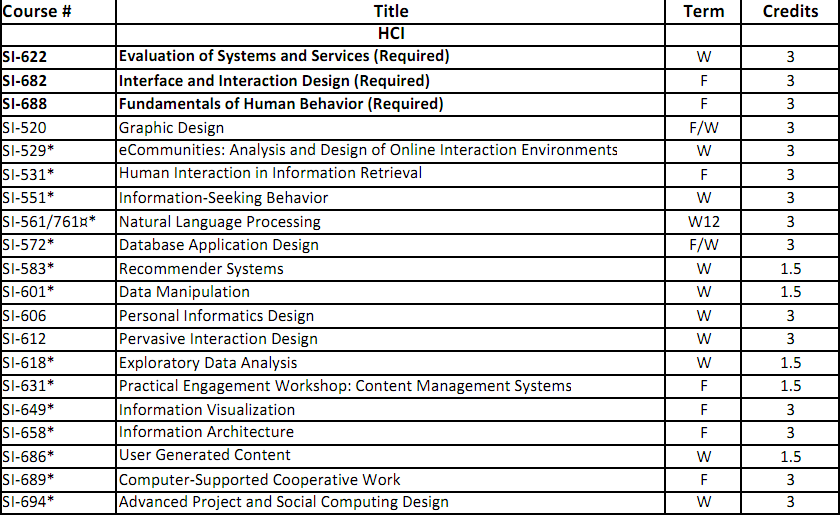 Course # Title Term Credits
HCI
SI-622 Evaluation of Systems and Services (Required) W 3
SI-682 Interface and Interaction Design (Required) F 3
SI-688 Fundamentals of Human Behavior (Required) F 3
SI-520 Graphic Design F/W 3
SI-529* eCommunities: Analysis and Design of Online Interaction Environments W 3
SI-531* Human Interaction in Information Retrieval F 3
SI-551* Information-Seeking Behavior W 3
SI-561/761¤* Natural Language Processing W12 3
SI-572* Database Application Design F/W 3
SI-583* Recommender Systems W 1.5
SI-601* Data Manipulation W 1.5
SI-606 Personal Informatics Design W 3
SI-612 Pervasive Interaction Design W 3
SI-618* Exploratory Data Analysis W 1.5
SI-631* Practical Engagement Workshop: Content Management Systems F 1.5
SI-649* Information Visualization F 3
SI-658* Information Architecture F 3
SI-686* User Generated Content W 1.5
SI-689* Computer-Supported Cooperative Work F 3
SI-694* Advanced Project and Social Computing Design W 3